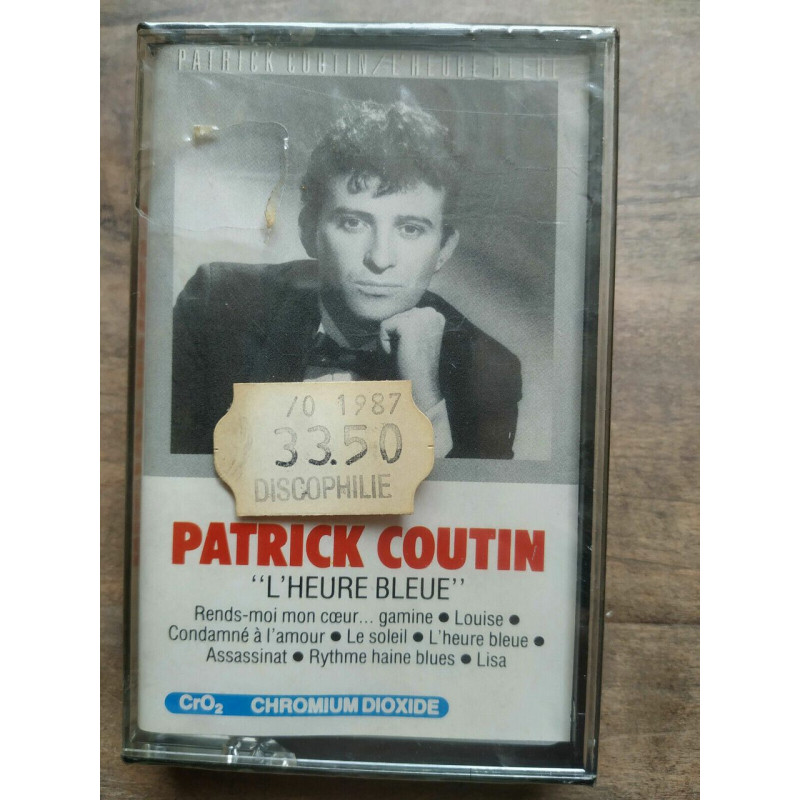 PATRICK COUTIN/L'HEURE BLEUE
/0 1987
33.50
DISCOPHILIE
PATRICK COUTIN
“L'HEURE BLEUE”
Rends-moi mon cœur... gamine ● Louise ●
Condamné à l'amour ● Le soleil ● L'heure bleue ●
Assassinat ● Rythme haine blues ● Lisa
CrO₂ CHROMIUM DIOXIDE